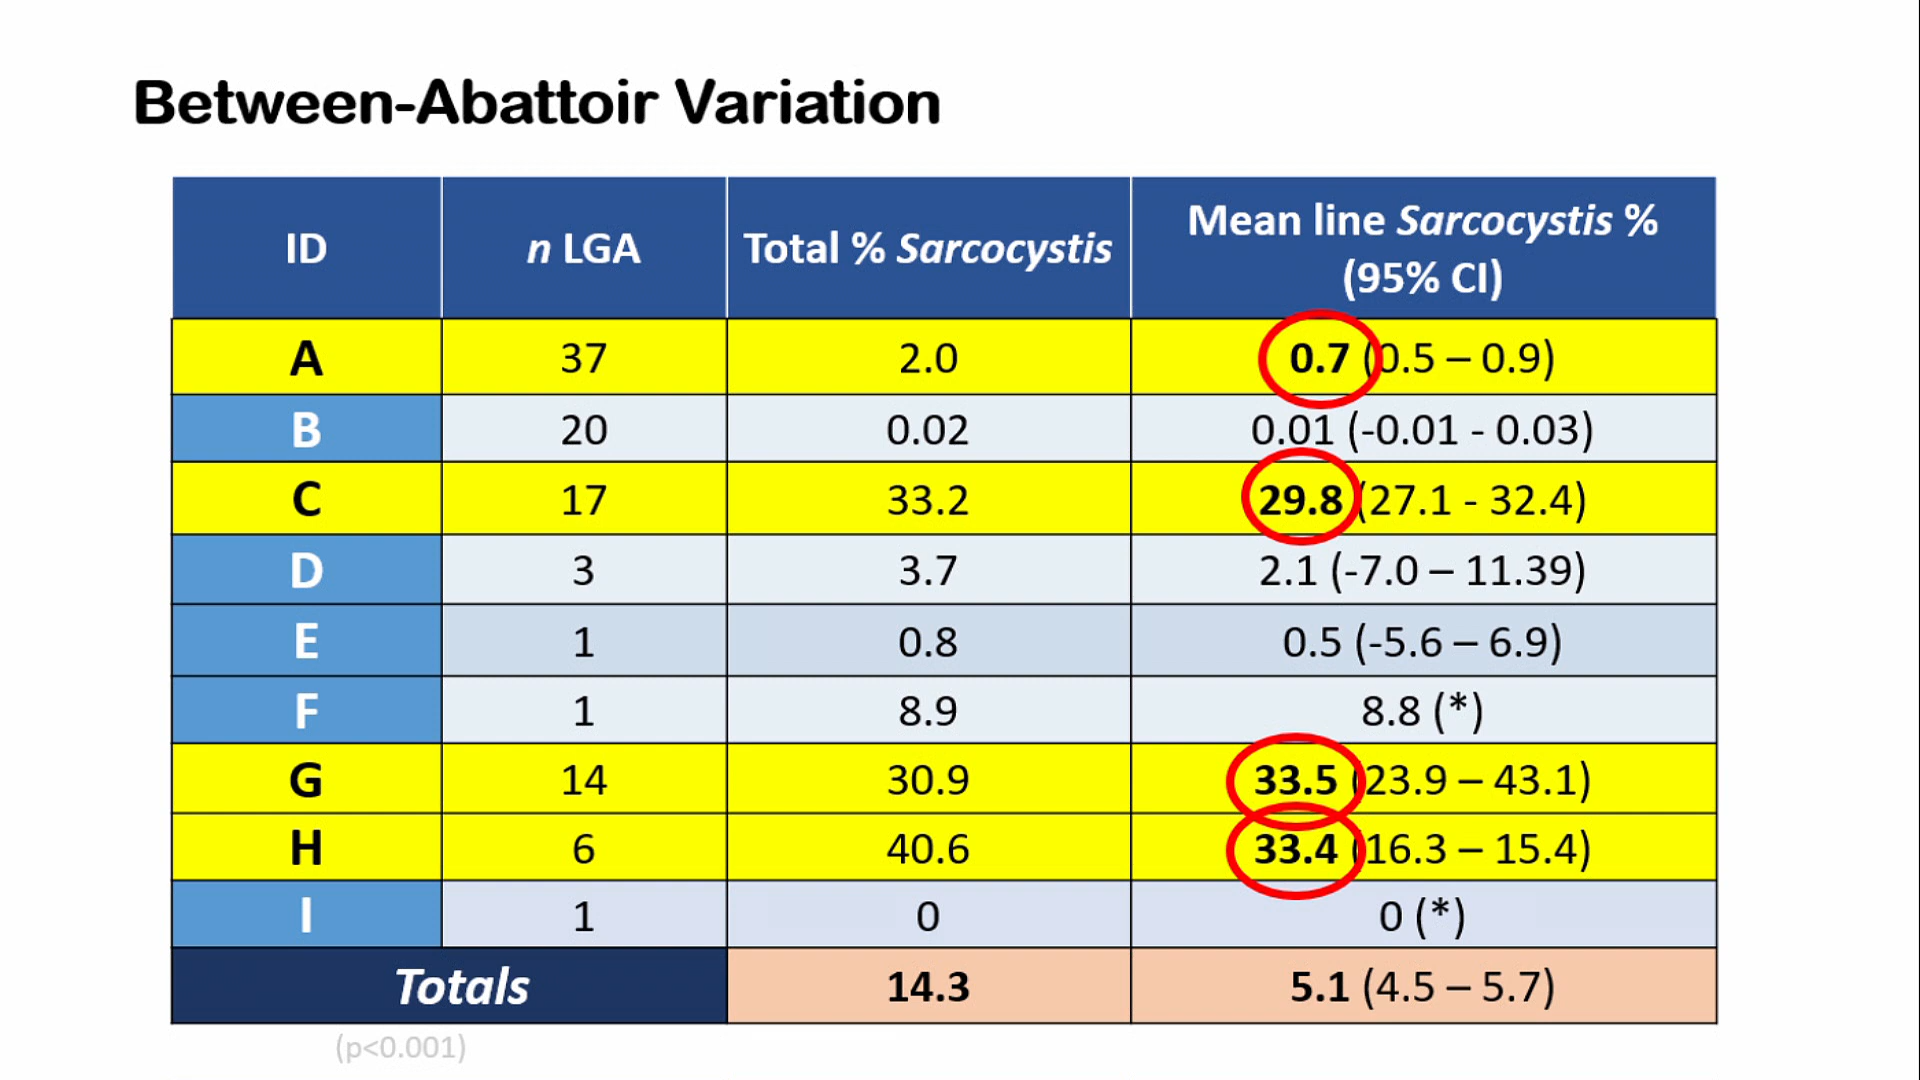 Between-Abattoir Variation
ID n LGA Total % Sarcocystis Mean line Sarcocystis % (95% CI)
A 37 2.0 0.7 (0.5 – 0.9)
B 20 0.02 0.01 (-0.01 - 0.03)
C 17 33.2 29.8 (27.1 - 32.4)
D 3 3.7 2.1 (-7.0 – 11.39)
E 1 0.8 0.5 (-5.6 – 6.9)
F 1 8.9 8.8 (*)
G 14 30.9 33.5 (23.9 – 43.1)
H 6 40.6 33.4 (16.3 – 15.4)
I 1 0 0 (*)
Totals 14.3 5.1 (4.5 – 5.7)
(p<0.001)